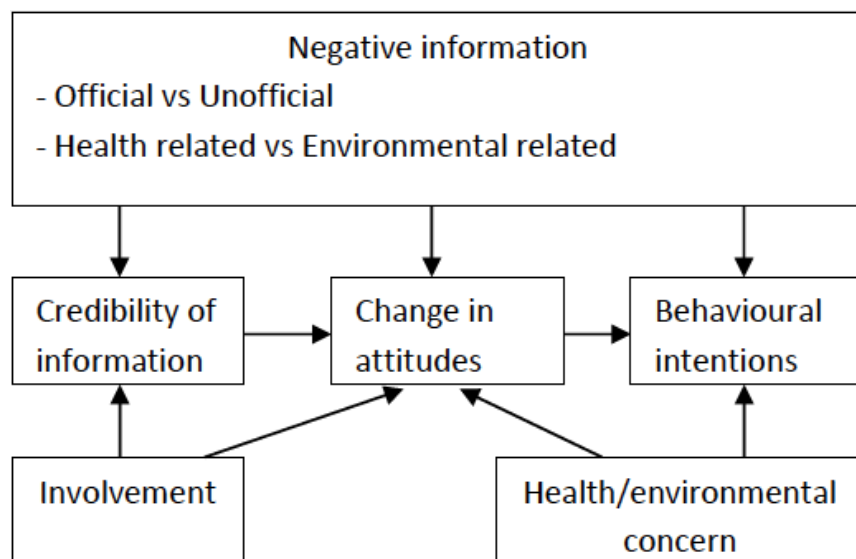 Negative information
- Official vs Unofficial
- Health related vs Environmental related
Credibility of
information
Change in
attitudes
Behavioural
intentions
Involvement
Health/environmental
concern